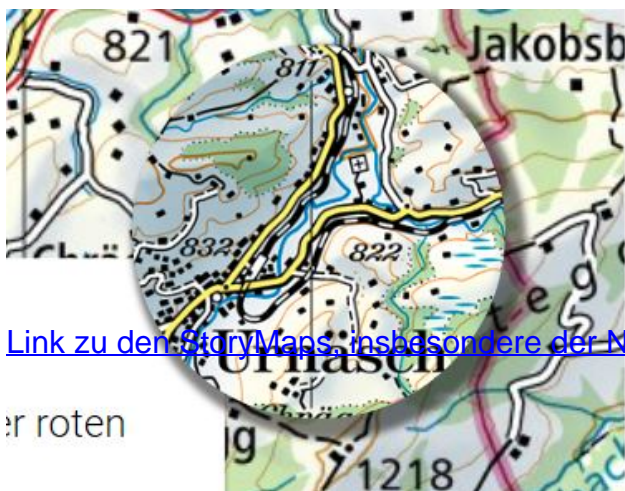 821
Jakobsb
811
832
822
Link zu den StoryMaps, insbesondere der N
Urnäsch
er roten
1218